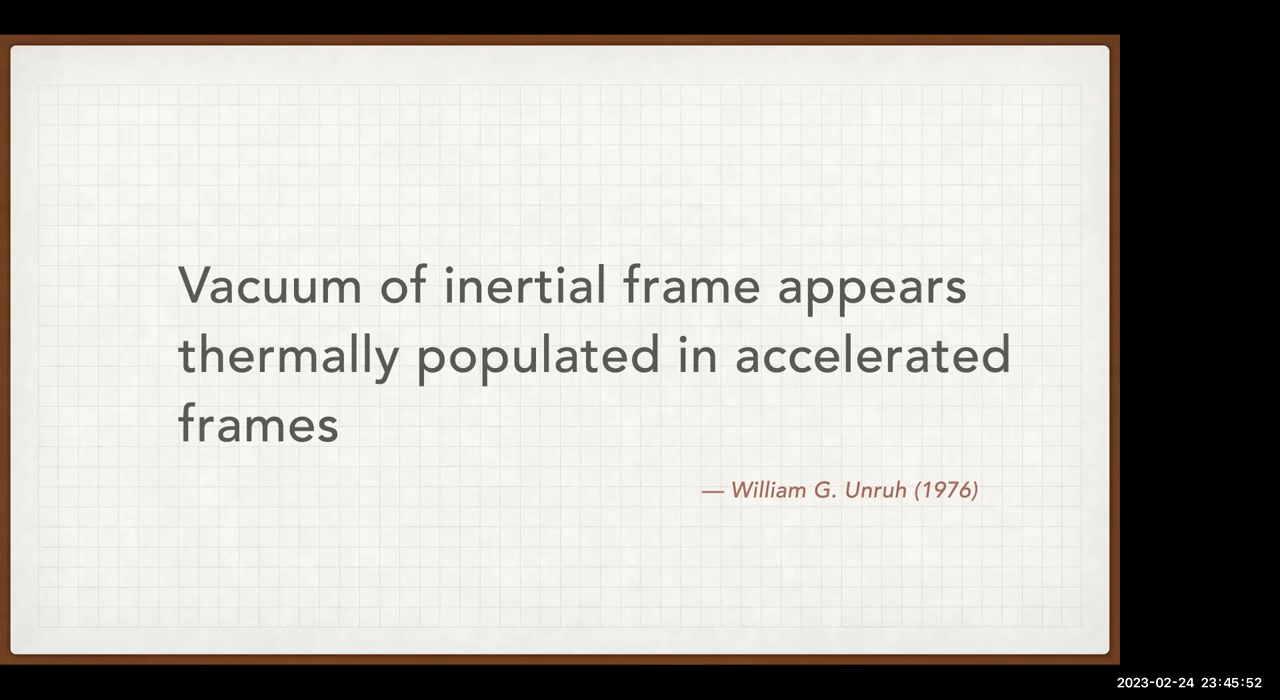 Vacuum of inertial frame appears
thermally populated in accelerated
frames
— William G. Unruh (1976)
2023-02-24 23:45:52